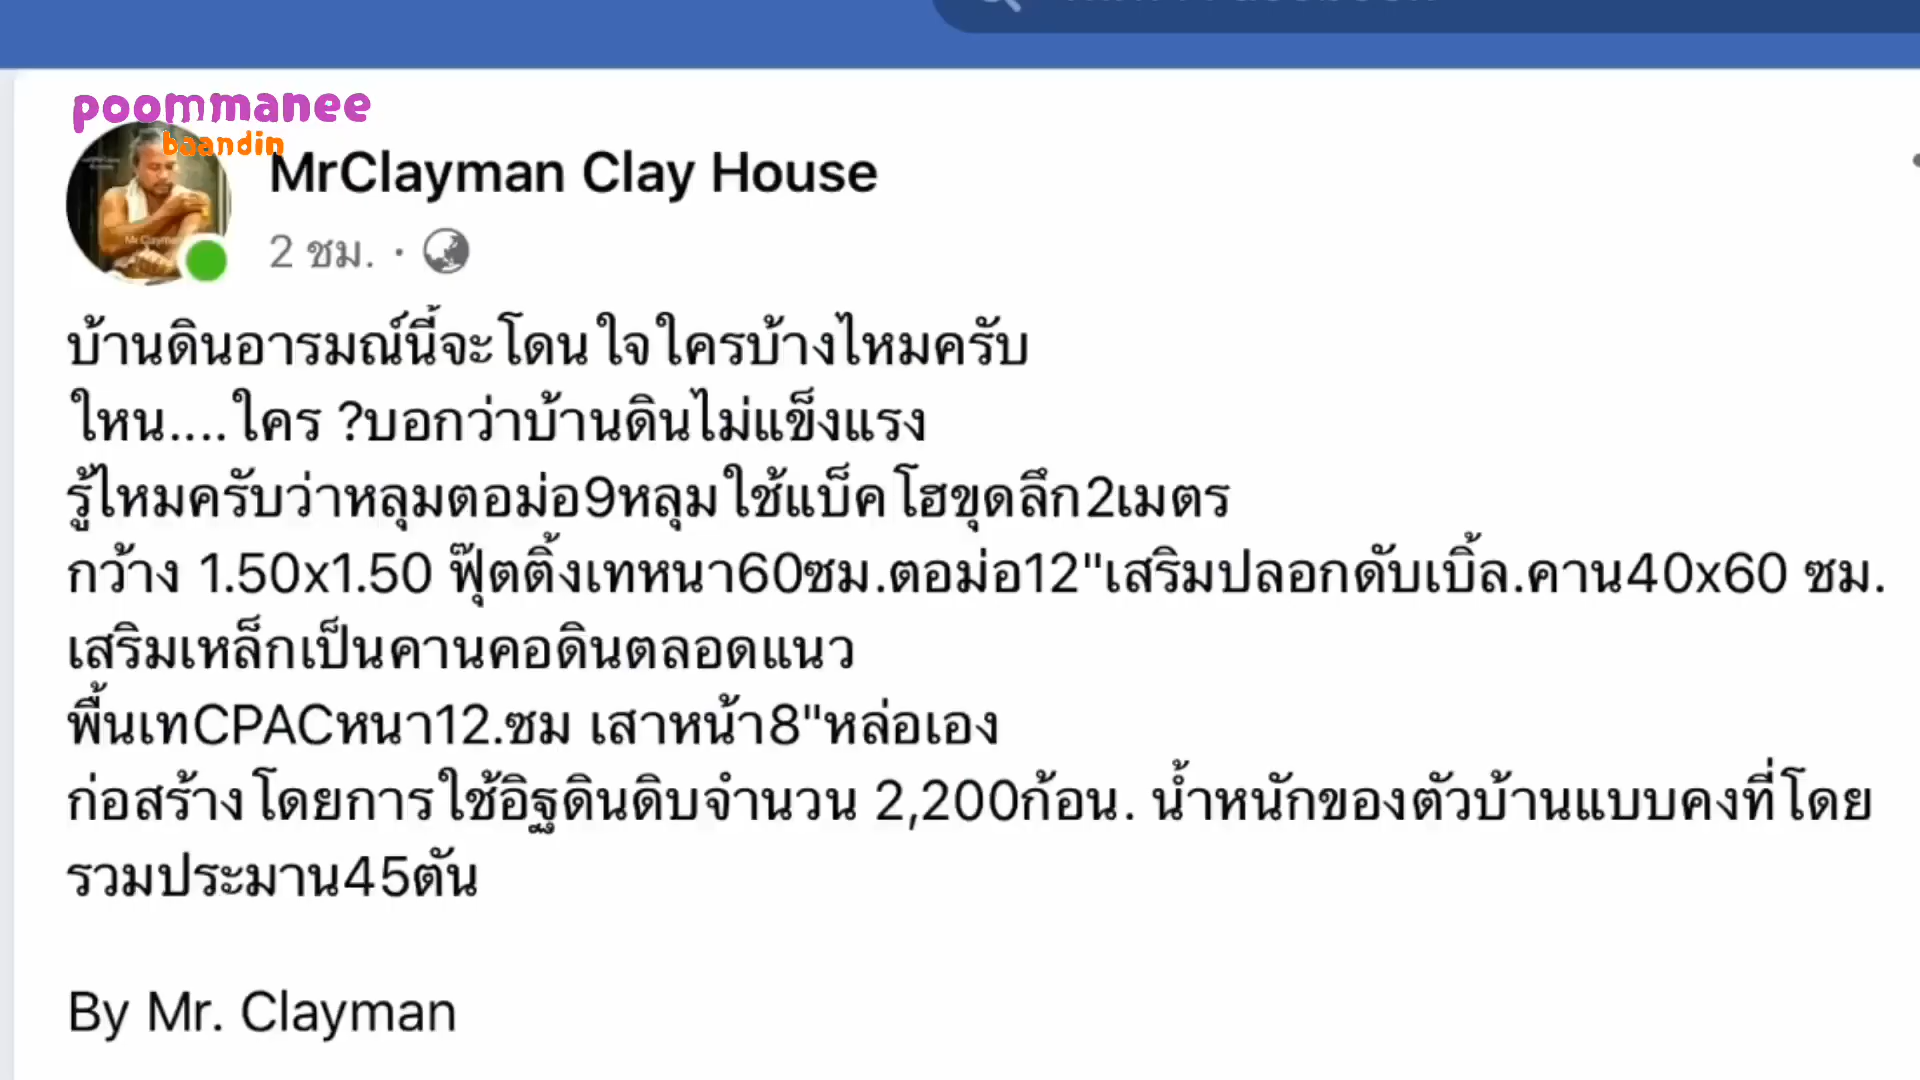 poommanee
baandin
MrClayman Clay House
2 ชม. ·
บ้านดินอารมณ์นี้จะโดนใจใครบ้างไหมครับ
ใหน....ใคร ?บอกว่าบ้านดินไม่แข็งแรง
รู้ไหมครับว่าหลุมตอม่อ9หลุมใช้แบ็คโฮขุดลึก2เมตร
กว้าง 1.50x1.50 ฟุ๊ตติ้งเทหนา60ซม.ตอม่อ12"เสริมปลอกดับเบิ้ล.คาน40x60 ซม.
เสริมเหล็กเป็นคานคอดินตลอดแนว
พื้นเทCPACหนา12.ซม เสาหน้า8"หล่อเอง
ก่อสร้างโดยการใช้อิฐดินดิบจำนวน 2,200ก้อน. น้ำหนักของตัวบ้านแบบคงที่โดย
รวมประมาน45ตัน
By Mr. Clayman